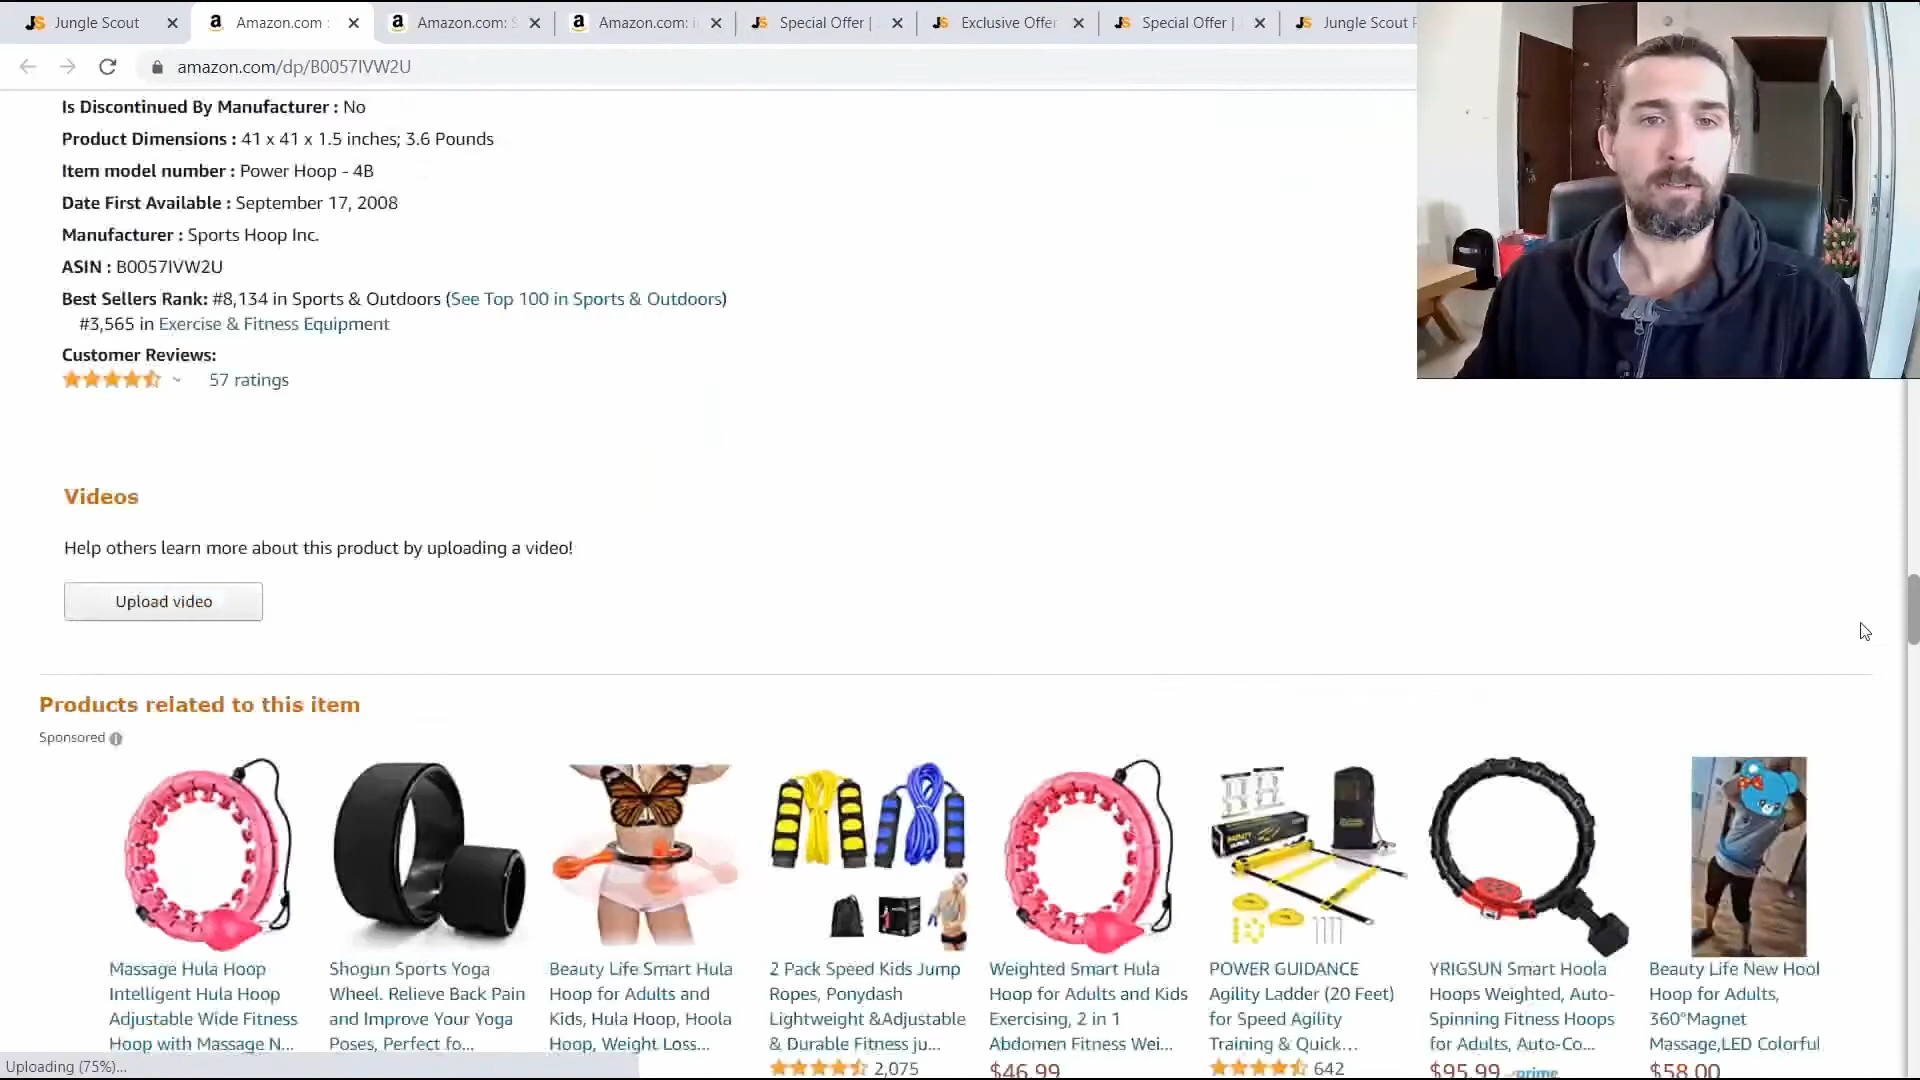 Jungle Scout
Amazon.com :
Amazon.com: S
Amazon.com: i
Special Offer |
Exclusive Offer
Special Offer |
Jungle Scout
amazon.com/dp/B0057IVW2U
Is Discontinued By Manufacturer : No
Product Dimensions : 41 x 41 x 1.5 inches; 3.6 Pounds
Item model number : Power Hoop - 4B
Date First Available : September 17, 2008
Manufacturer : Sports Hoop Inc.
ASIN : B0057IVW2U
Best Sellers Rank: #8,134 in Sports & Outdoors (See Top 100 in Sports & Outdoors)
#3,565 in Exercise & Fitness Equipment
Customer Reviews:
57 ratings
Videos
Help others learn more about this product by uploading a video!
Upload video
Products related to this item
Sponsored
Massage Hula Hoop
Intelligent Hula Hoop
Adjustable Wide Fitness
Hoop with Massage N...
Shogun Sports Yoga
Wheel. Relieve Back Pain
and Improve Your Yoga
Poses, Perfect fo...
Beauty Life Smart Hula
Hoop for Adults and
Kids, Hula Hoop, Hoola
Hoop, Weight Loss...
2 Pack Speed Kids Jump
Ropes, Ponydash
Lightweight &Adjustable
& Durable Fitness ju...
2,075
Weighted Smart Hula
Hoop for Adults and Kids
Exercising, 2 in 1
Abdomen Fitness Wei...
$46.99
POWER GUIDANCE
Agility Ladder (20 Feet)
for Speed Agility
Training & Quick...
642
YRIGSUN Smart Hoola
Hoops Weighted, Auto-
Spinning Fitness Hoops
for Adults, Auto-Co...
$95.99 prime
Beauty Life New Hool
Hoop for Adults,
360°Magnet
Massage,LED Colorful
$58.00
Uploading (75%)...